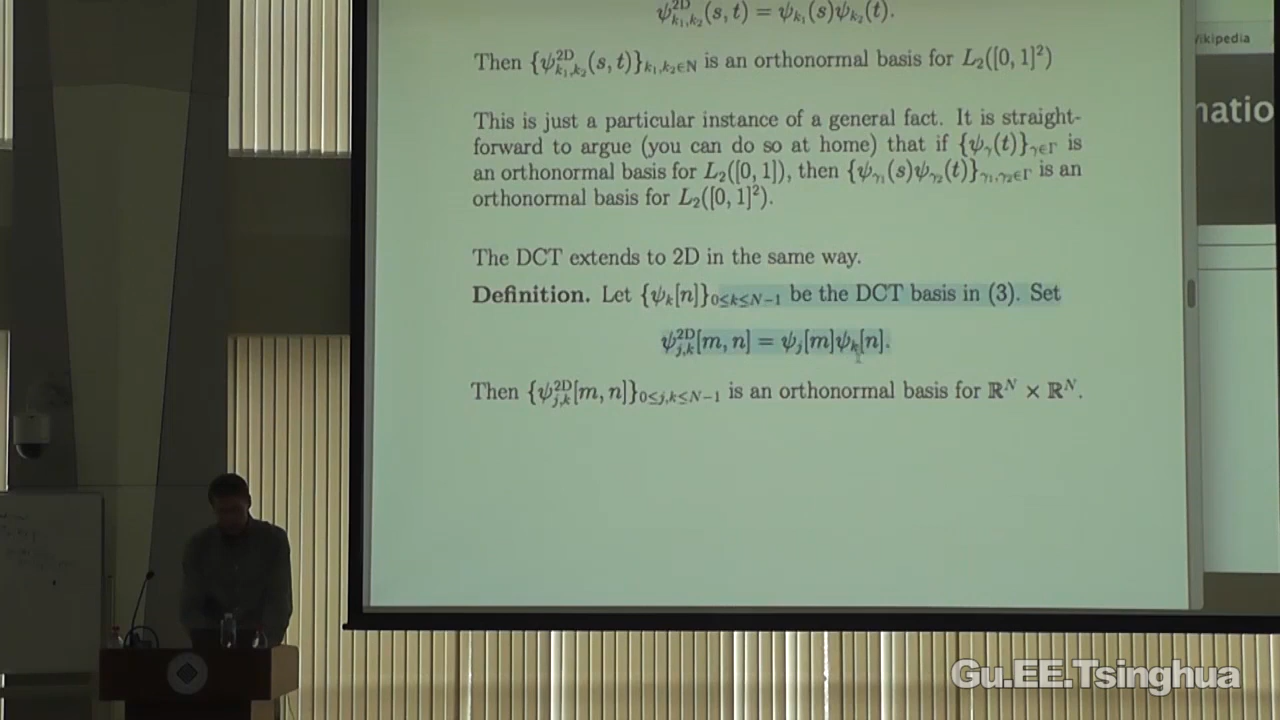 ψ^{2D}_{k_1,k_2}(s, t) = ψ_{k_1}(s)ψ_{k_2}(t).
Then {ψ^{2D}_{k_1,k_2}(s, t)}_{k_1,k_2∈ℕ} is an orthonormal basis for L_2([0, 1]^2)
This is just a particular instance of a general fact. It is straight-
forward to argue (you can do so at home) that if {ψ_γ(t)}_{γ∈Γ} is
an orthonormal basis for L_2([0, 1]), then {ψ_{γ_1}(s)ψ_{γ_2}(t)}_{γ_1,γ_2∈Γ} is an
orthonormal basis for L_2([0, 1]^2).
The DCT extends to 2D in the same way.
Definition. Let {ψ_k[n]}_{0≤k≤N−1} be the DCT basis in (3). Set
ψ^{2D}_{j,k}[m, n] = ψ_j[m]ψ_k[n].
Then {ψ^{2D}_{j,k}[m, n]}_{0≤j,k≤N−1} is an orthonormal basis for ℝ^N × ℝ^N.
ikipedia
natio
Gu.EE.Tsinghua